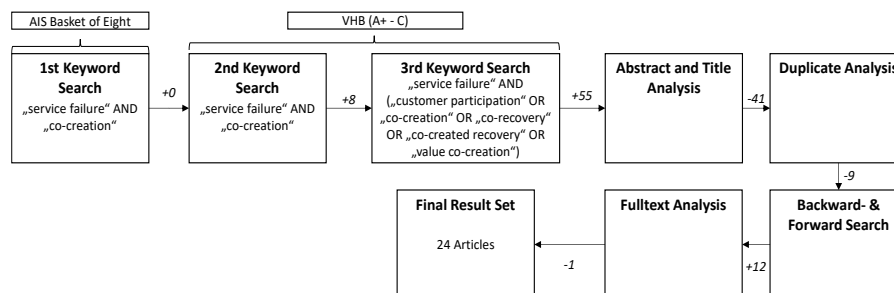 AIS Basket of Eight
VHB (A+ - C)
1st Keyword
Search
„service failure“ AND
„co-creation“
+0
2nd Keyword
Search
„service failure“ AND
„co-creation“
+8
3rd Keyword Search
„service failure“ AND
(„customer participation“ OR
„co-creation“ OR „co-recovery“
OR „co-created recovery“ OR
„value co-creation“)
+55
Abstract and Title
Analysis
-41
Duplicate Analysis
-9
Backward- &
Forward Search
+12
Fulltext Analysis
-1
Final Result Set
24 Articles